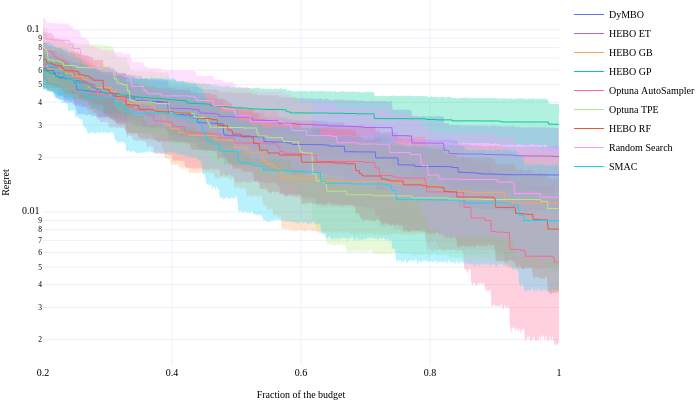 0.1
9
8
7
6
5
4
3
2
0.01
9
8
7
6
5
4
3
2
Regret
0.2
0.4
0.6
0.8
1
Fraction of the budget
DyMBO
HEBO ET
HEBO GB
HEBO GP
Optuna AutoSampler
Optuna TPE
HEBO RF
Random Search
SMAC